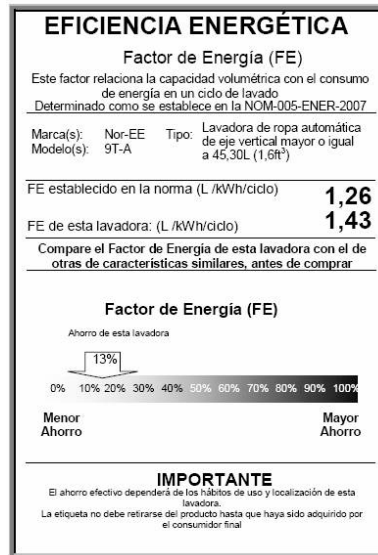 EFICIENCIA ENERGÉTICA
Factor de Energía (FE)
Este factor relaciona la capacidad volumétrica con el consumo
de energía en un ciclo de lavado
Determinado como se establece en la NOM-005-ENER-2007
Marca(s): Nor-EE Tipo: Lavadora de ropa automática
Modelo(s): 9T-A de eje vertical mayor o igual
a 45,30L (1,6ft³)
FE establecido en la norma (L /kWh/ciclo) 1,26
FE de esta lavadora: (L /kWh/ciclo) 1,43
Compare el Factor de Energía de esta lavadora con el de
otras de características similares, antes de comprar
Factor de Energía (FE)
Ahorro de esta lavadora
13%
0% 10% 20% 30% 40% 50% 60% 70% 80% 90% 100%
Menor Mayor
Ahorro Ahorro
IMPORTANTE
El ahorro efectivo dependerá de los hábitos de uso y localización de esta
lavadora.
La etiqueta no debe retirarse del producto hasta que haya sido adquirido por
el consumidor final